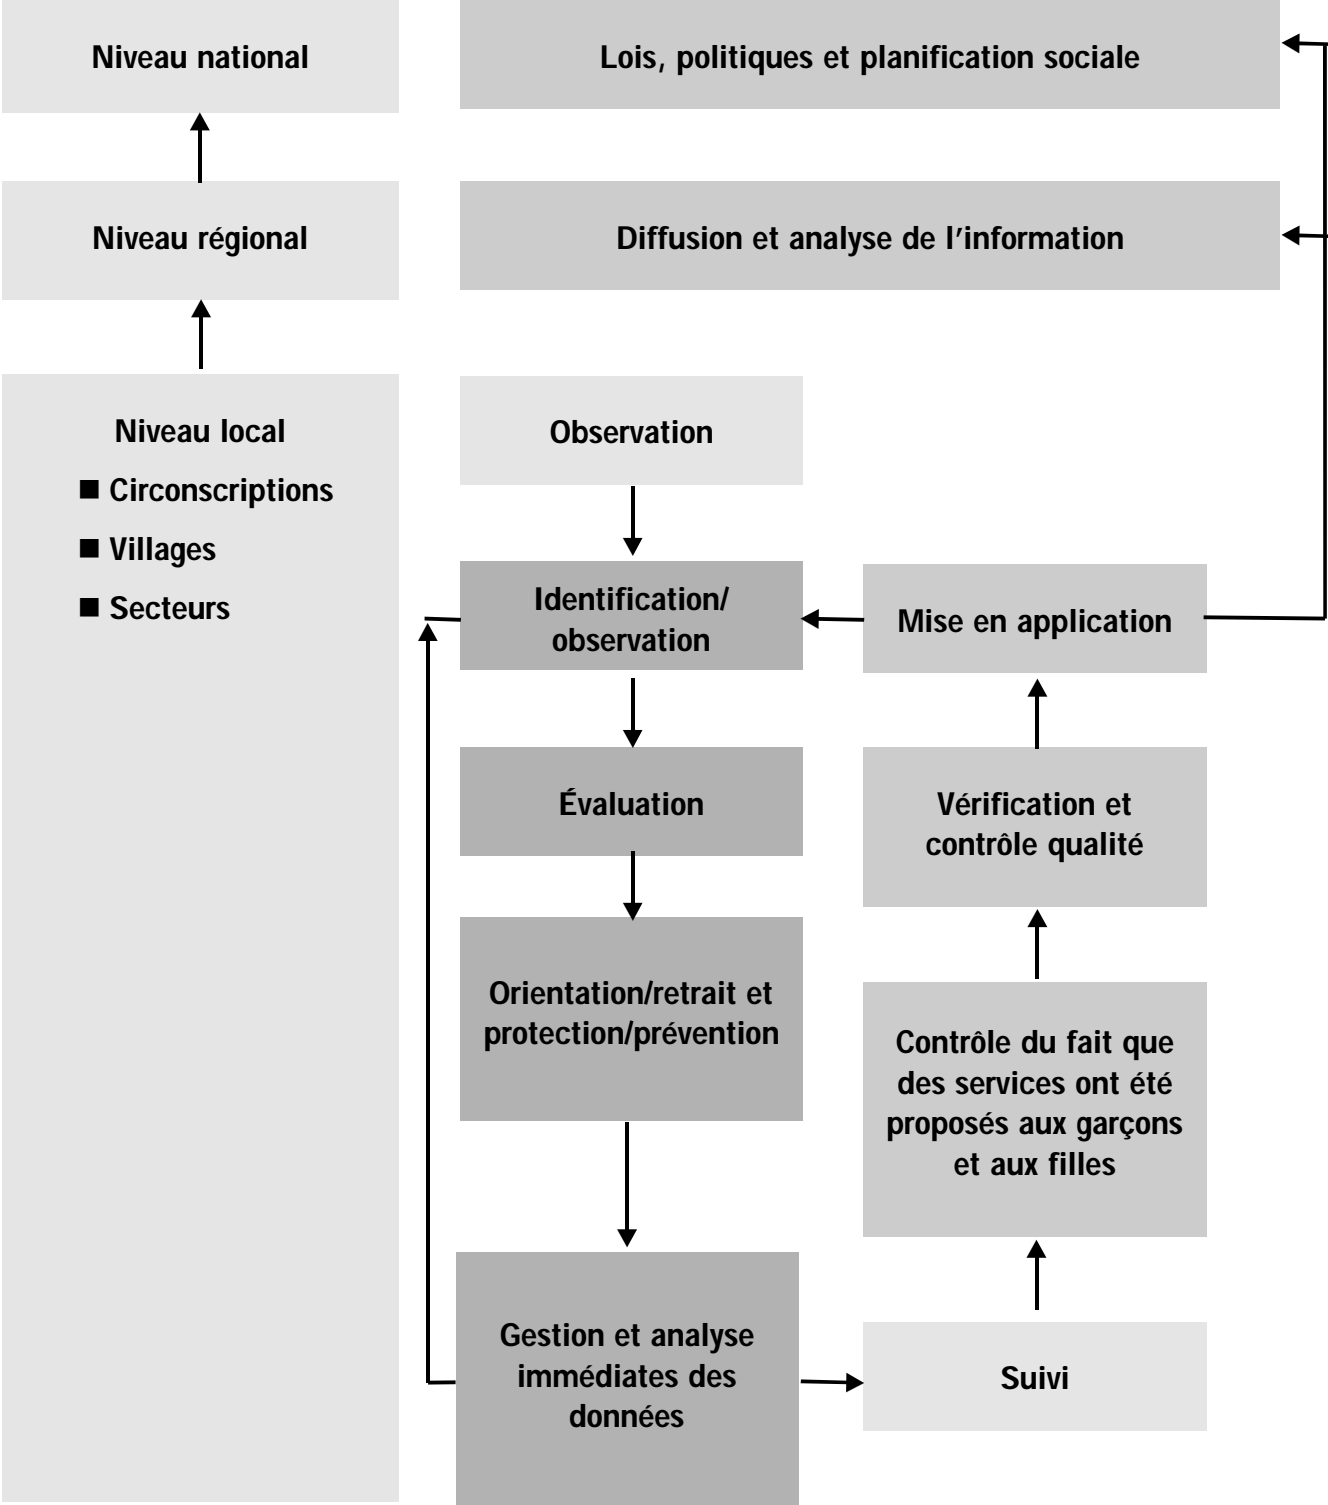 Niveau national
Lois, politiques et planification sociale
Niveau régional
Diffusion et analyse de l’information
Niveau local
■ Circonscriptions
■ Villages
■ Secteurs
Observation
Identification/
observation
Mise en application
Évaluation
Vérification et
contrôle qualité
Orientation/retrait et
protection/prévention
Contrôle du fait que
des services ont été
proposés aux garçons
et aux filles
Gestion et analyse
immédiates des
données
Suivi